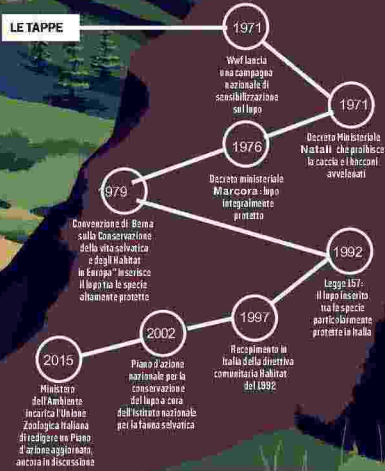 LE TAPPE
1971
Wwf lancia
una campagna
nazionale di
sensibilizzazione
sul lupo
1971
Decreto Ministeriale
Natali che proibisce
la caccia e i bocconi
avvelenati
1976
Decreto ministeriale
Marcora: lupo
integralmente
protetto
1979
Convenzione di Berna
sulla Conservazione
della vita selvatica
e degli Habitat
in Europa" inserisce
il lupo tra le specie
altamente protette
1992
Legge 157:
il lupo inserito
tra le specie
particolarmente
protette in Italia
1997
Recepimento in
Italia della direttiva
comunitaria Habitat
del 1992
2002
Piano d'azione
nazionale per la
conservazione
del lupo a cura
dell'Istituto nazionale
per la fauna selvatica
2015
Ministero
dell'Ambiente
incarica l'Unione
Zoologica Italiana
di redigere un Piano
d'azione aggiornato,
ancora in discussione